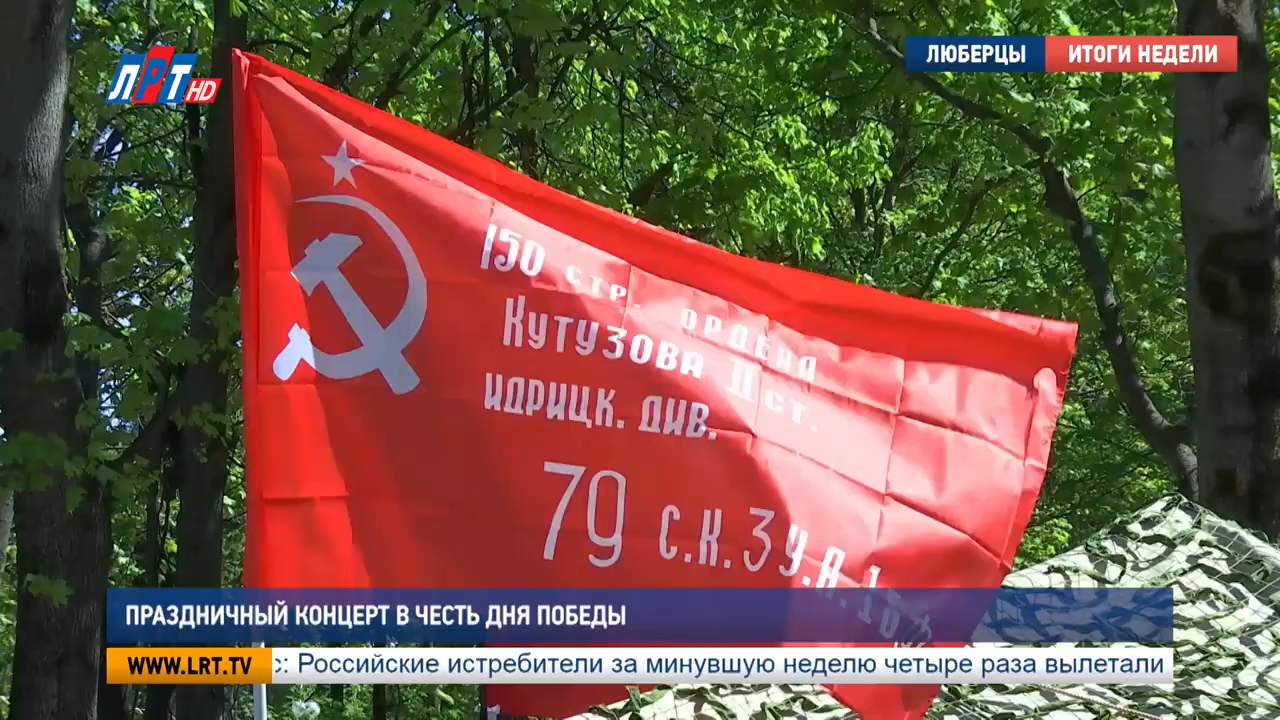 ЛРТ HD
ЛЮБЕРЦЫ ИТОГИ НЕДЕЛИ
150 стр. ордена
Кутузова II ст.
идрицк. див.
79 с.к. 3 у.а. 1 Б ф
ПРАЗДНИЧНЫЙ КОНЦЕРТ В ЧЕСТЬ ДНЯ ПОБЕДЫ
WWW.LRT.TV с: Российские истребители за минувшую неделю четыре раза вылетали